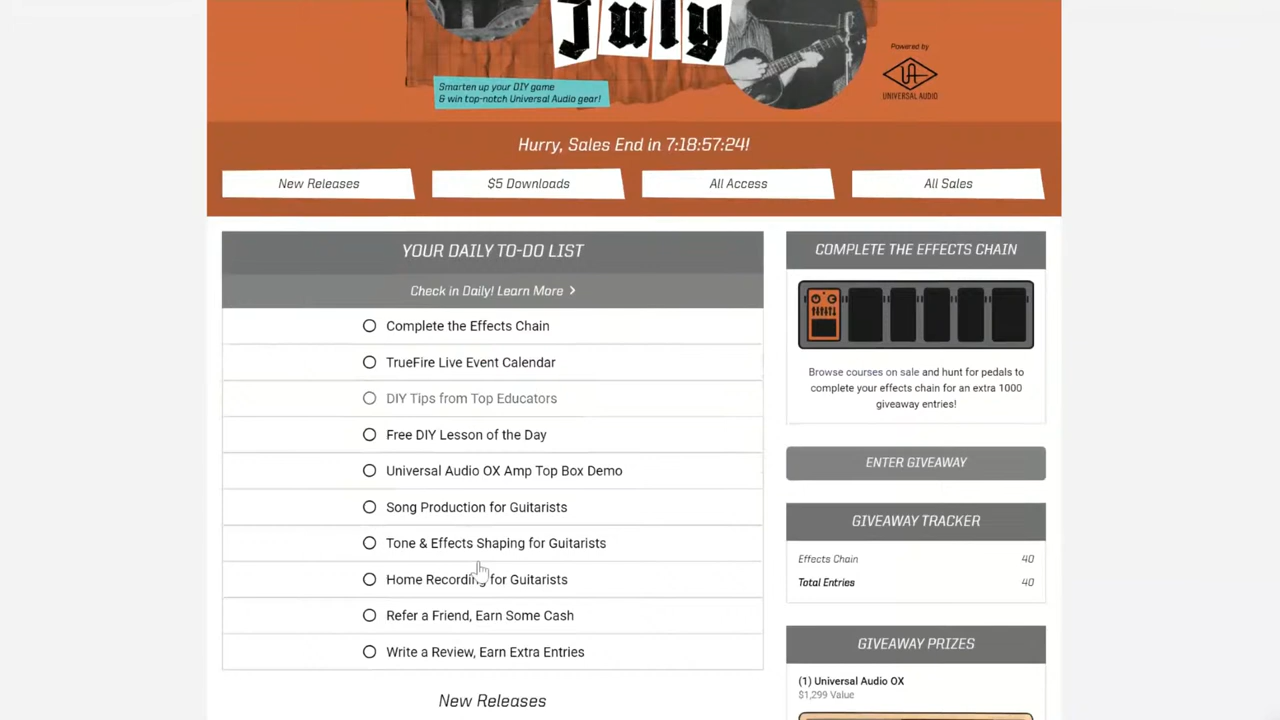 July
Smarten up your DIY game
& win top-notch Universal Audio gear!
Powered by
UA
UNIVERSAL AUDIO
Hurry, Sales End in 7:18:57:24!
New Releases
$5 Downloads
All Access
All Sales
YOUR DAILY TO-DO LIST
Check in Daily! Learn More >
Complete the Effects Chain
TrueFire Live Event Calendar
DIY Tips from Top Educators
Free DIY Lesson of the Day
Universal Audio OX Amp Top Box Demo
Song Production for Guitarists
Tone & Effects Shaping for Guitarists
Home Recording for Guitarists
Refer a Friend, Earn Some Cash
Write a Review, Earn Extra Entries
New Releases
COMPLETE THE EFFECTS CHAIN
Browse courses on sale and hunt for pedals to
complete your effects chain for an extra 1000
giveaway entries!
ENTER GIVEAWAY
GIVEAWAY TRACKER
Effects Chain 40
Total Entries 40
GIVEAWAY PRIZES
(1) Universal Audio OX
$1,299 Value